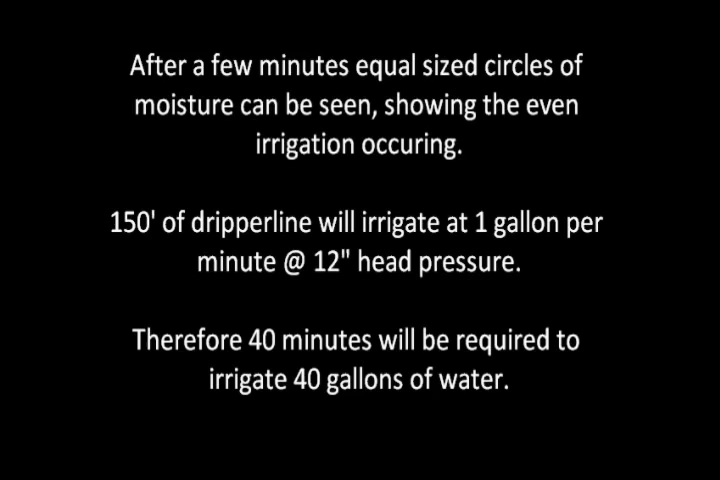 After a few minutes equal sized circles of
moisture can be seen, showing the even
irrigation occuring.
150' of dripperline will irrigate at 1 gallon per
minute @ 12" head pressure.
Therefore 40 minutes will be required to
irrigate 40 gallons of water.